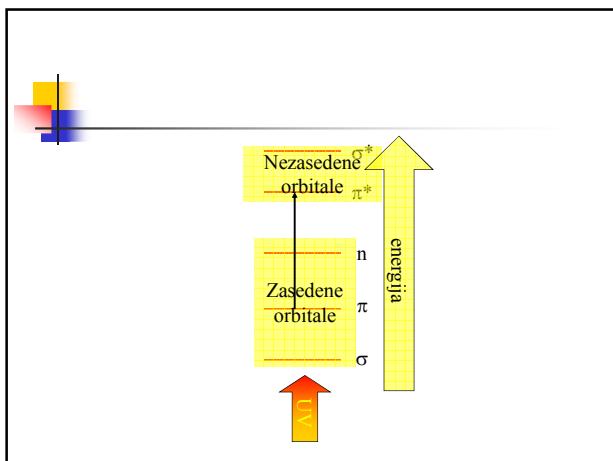 σ*
Nezasedene
orbitale
π*
n
Zasedene
orbitale
π
σ
energija
UV